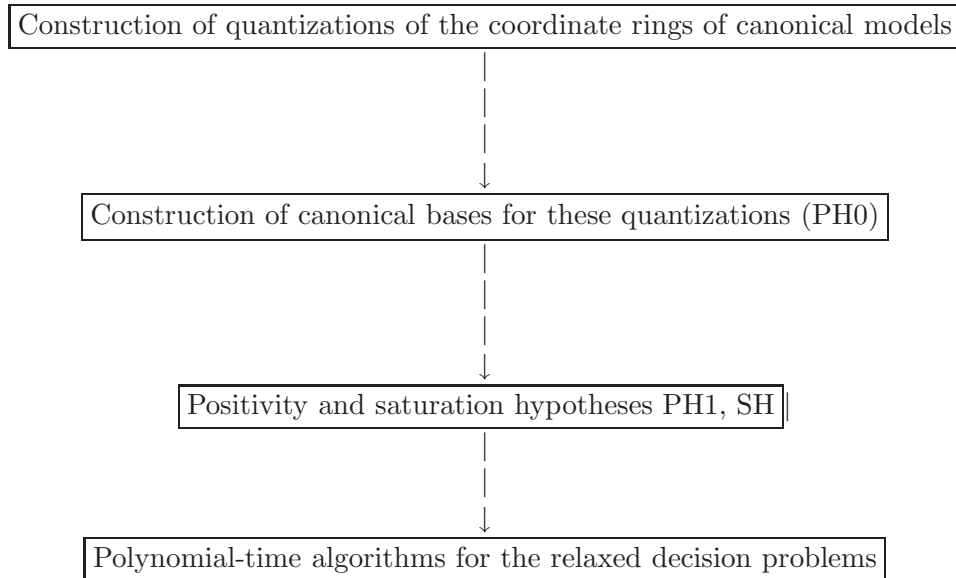 Construction of quantizations of the coordinate rings of canonical models
Construction of canonical bases for these quantizations (PH0)
Positivity and saturation hypotheses PH1, SH
Polynomial-time algorithms for the relaxed decision problems